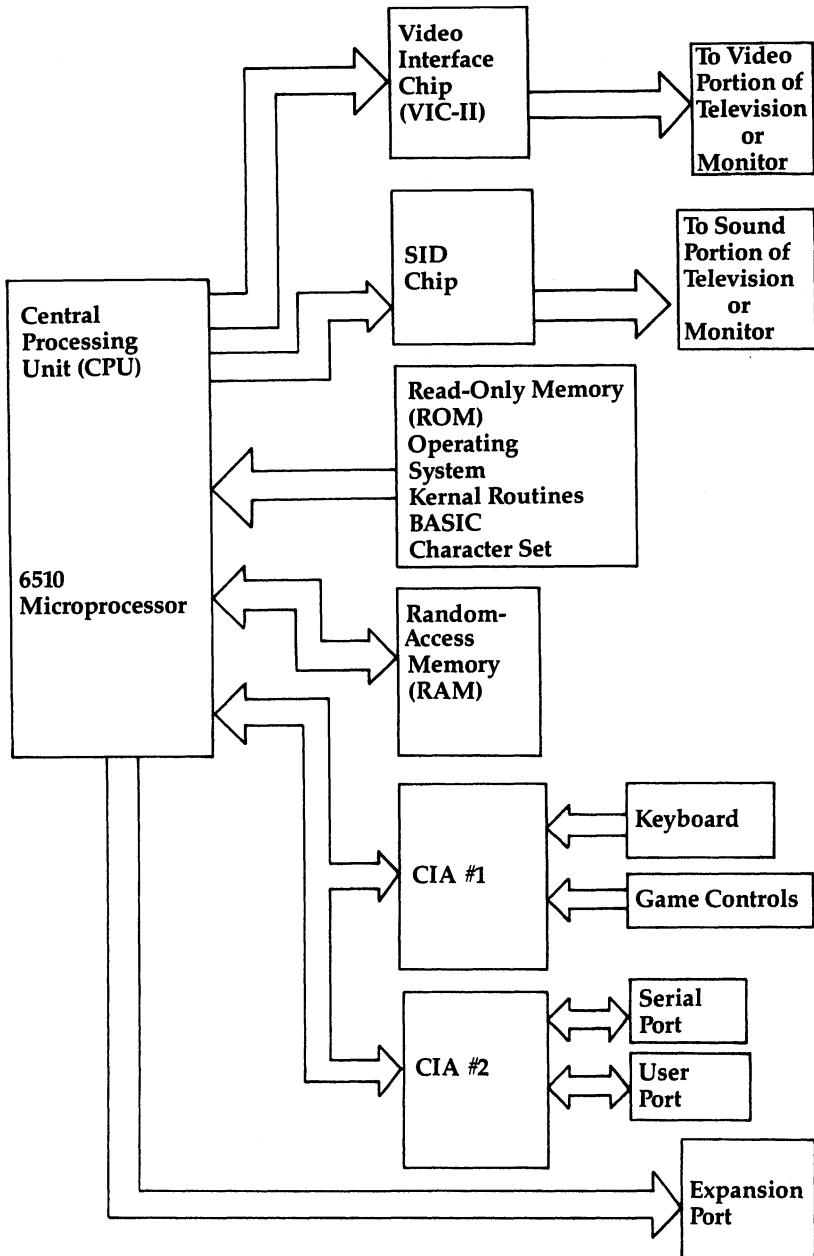 Video
Interface
Chip
(VIC-II)
To Video
Portion of
Television
or
Monitor
SID
Chip
To Sound
Portion of
Television
or
Monitor
Central
Processing
Unit (CPU)
6510
Microprocessor
Read-Only Memory
(ROM)
Operating
System
Kernal Routines
BASIC
Character Set
Random-
Access
Memory
(RAM)
CIA #1
Keyboard
Game Controls
CIA #2
Serial
Port
User
Port
Expansion
Port